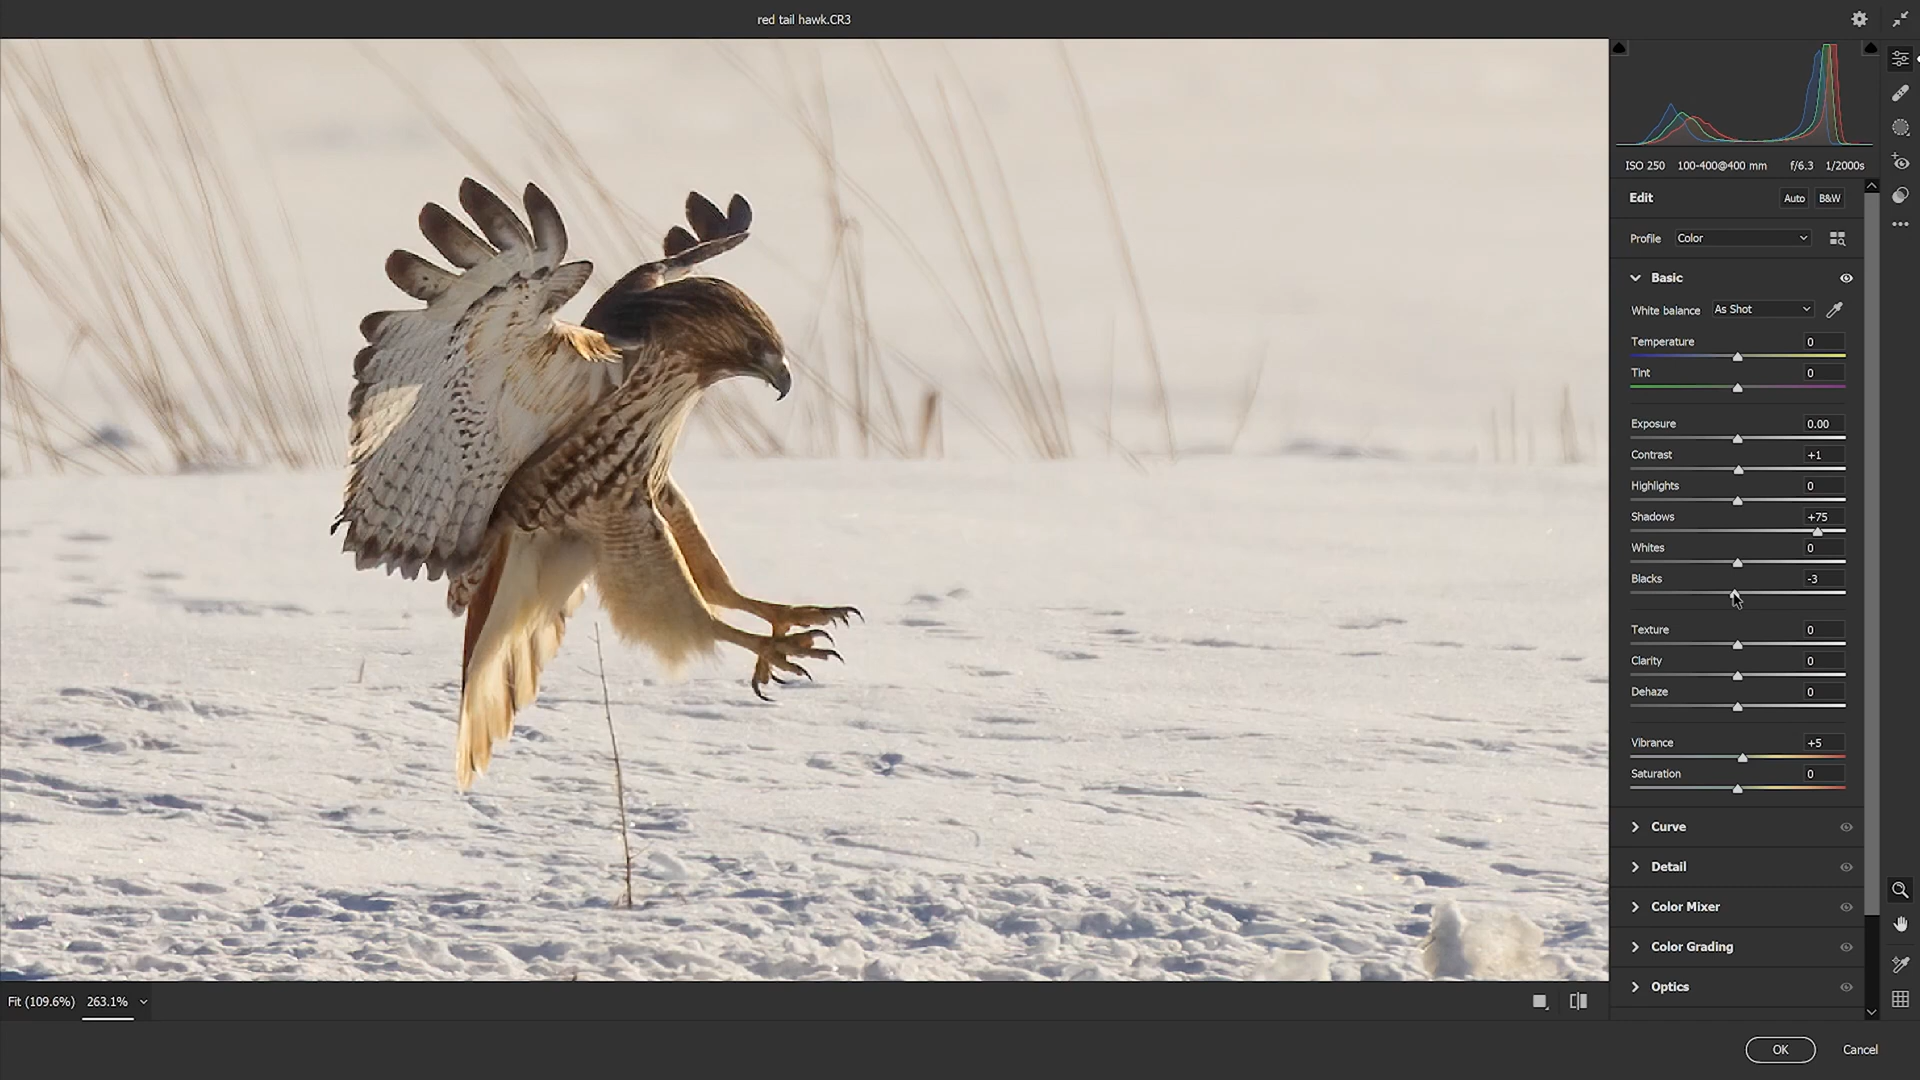 red tail hawk.CR3
ISO 250 100-400@400 mm f/6.3 1/2000s
Edit Auto B&W
Profile Color
Basic
White balance As Shot
Temperature 0
Tint 0
Exposure 0.00
Contrast +1
Highlights 0
Shadows +75
Whites 0
Blacks -3
Texture 0
Clarity 0
Dehaze 0
Vibrance +5
Saturation 0
Curve
Detail
Color Mixer
Color Grading
Optics
Fit (109.6%) 263.1%
OK Cancel